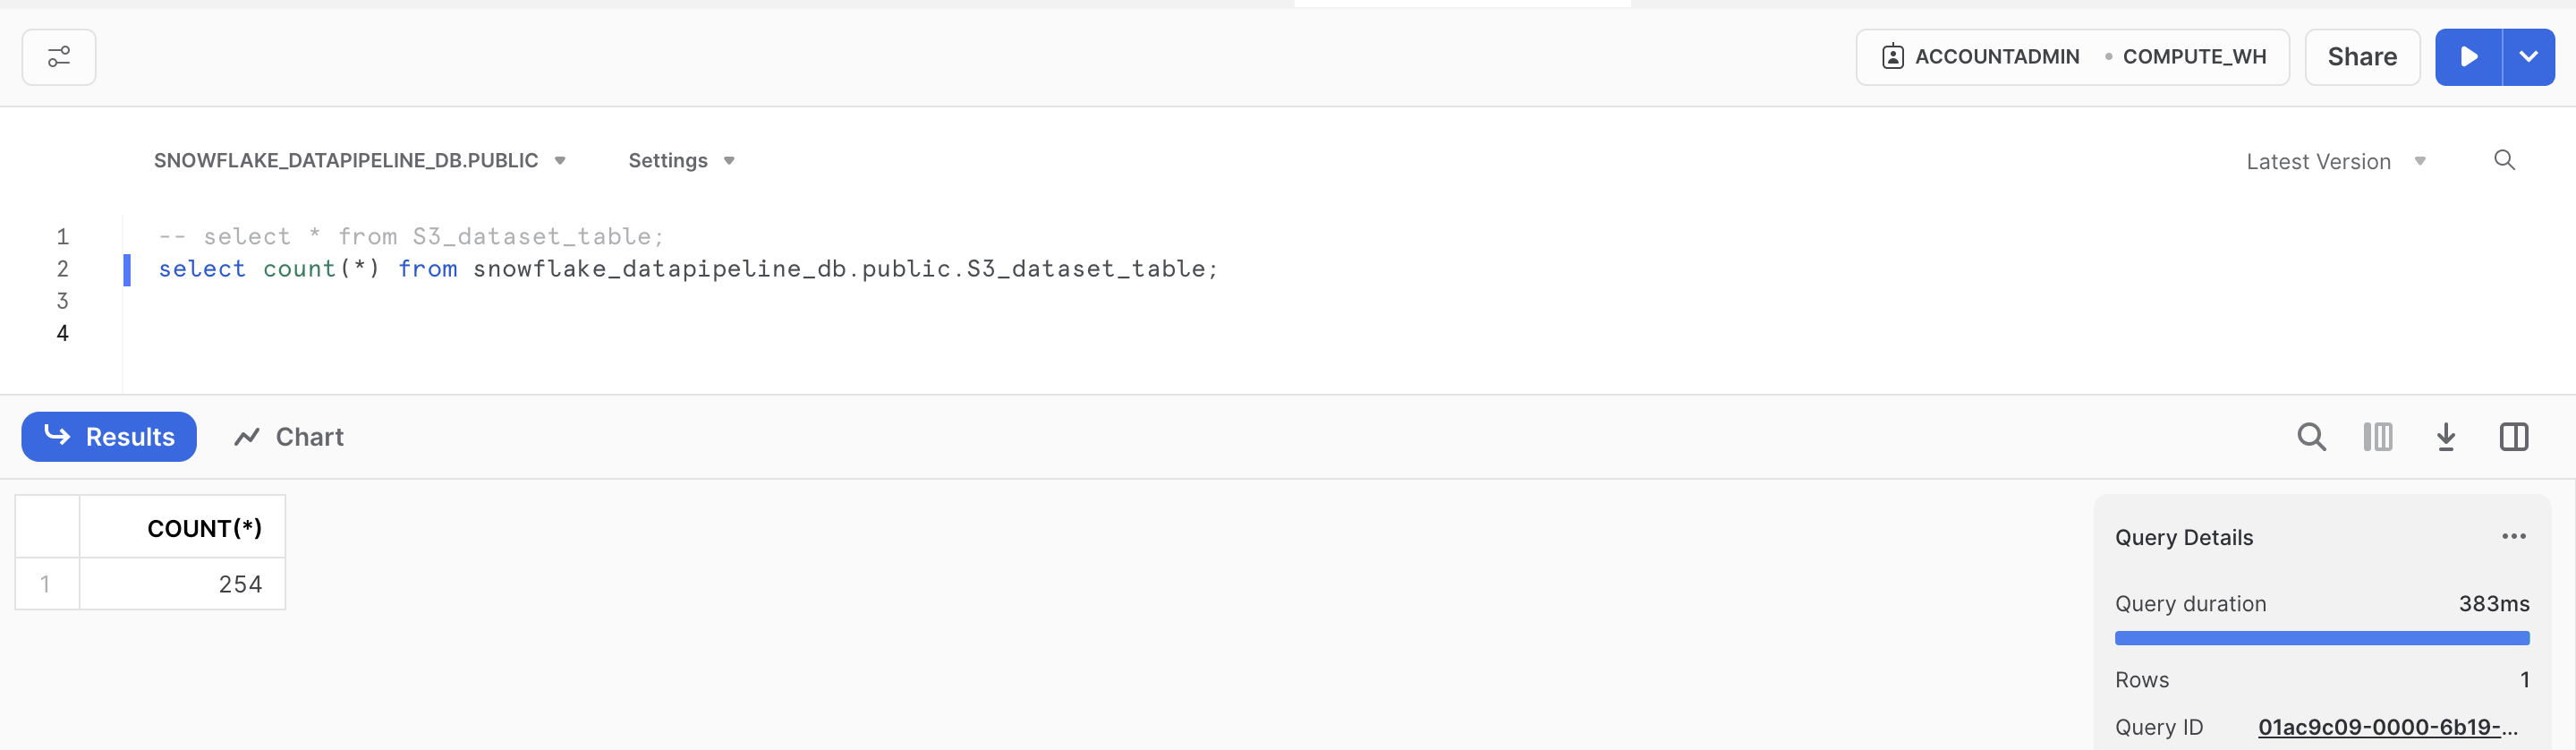 ACCOUNTADMIN • COMPUTE_WH Share
SNOWFLAKE_DATAPIPELINE_DB.PUBLIC Settings Latest Version
1 -- select * from S3_dataset_table;
2 select count(*) from snowflake_datapipeline_db.public.S3_dataset_table;
3
4
Results Chart
COUNT(*)
1 254
Query Details ...
Query duration 383ms
Rows 1
Query ID 01ac9c09-0000-6b19-...